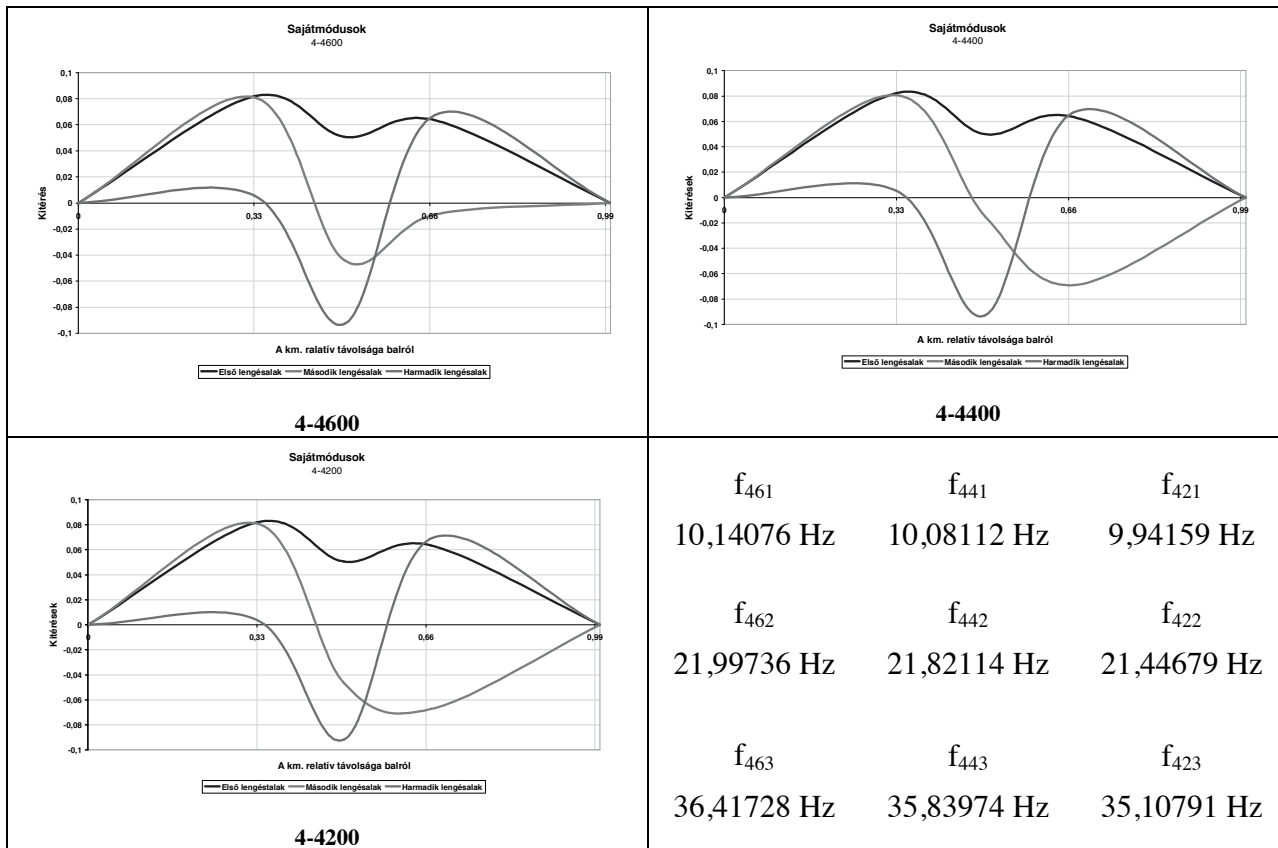 Sajátmódusok
4-4600
0,1
0,08
0,06
0,04
0,02
0
-0,02
-0,04
-0,06
-0,08
-0,1
Kitérés
0 0,33 0,66 0,99
A km. ralatív távolsága balról
Első lengésalak Második lengésalak Harmadik lengésalak
4-4600
Sajátmódusok
4-4400
0,1
0,08
0,06
0,04
0,02
0
-0,02
-0,04
-0,06
-0,08
-0,1
Kitérések
0 0,33 0,66 0,99
A km. relatív távolsága balról
Első lengésalak Második lengésalak Harmadik lengésalak
4-4400
Sajátmódusok
4-4200
0,1
0,08
0,06
0,04
0,02
0
-0,02
-0,04
-0,06
-0,08
-0,1
Kitérések
0 0,33 0,66 0,99
A km. relatív távolsága balról
Első lengéstalak Második lengésalak Harmadik lengésalak
4-4200
f461 f441 f421
10,14076 Hz 10,08112 Hz 9,94159 Hz
f462 f442 f422
21,99736 Hz 21,82114 Hz 21,44679 Hz
f463 f443 f423
36,41728 Hz 35,83974 Hz 35,10791 Hz